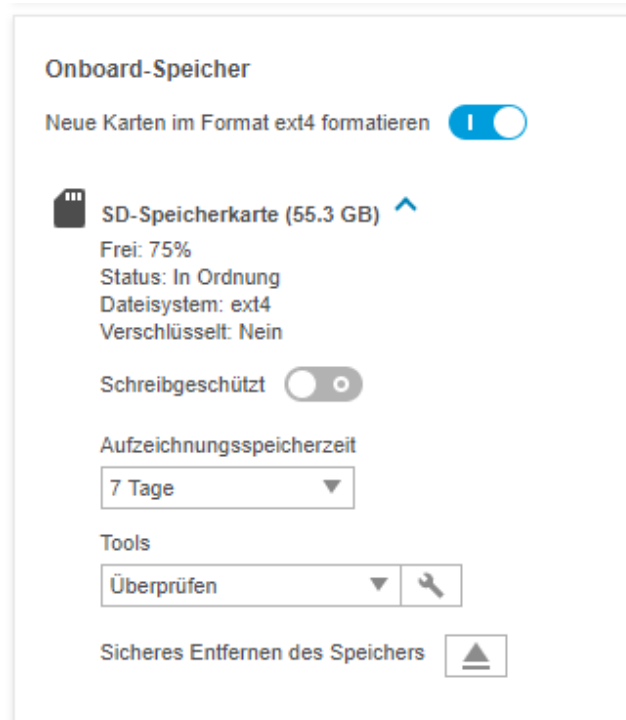 Onboard-Speicher
Neue Karten im Format ext4 formatieren
SD-Speicherkarte (55.3 GB)
Frei: 75%
Status: In Ordnung
Dateisystem: ext4
Verschlüsselt: Nein
Schreibgeschützt
Aufzeichnungsspeicherzeit
7 Tage
Tools
Überprüfen
Sicheres Entfernen des Speichers